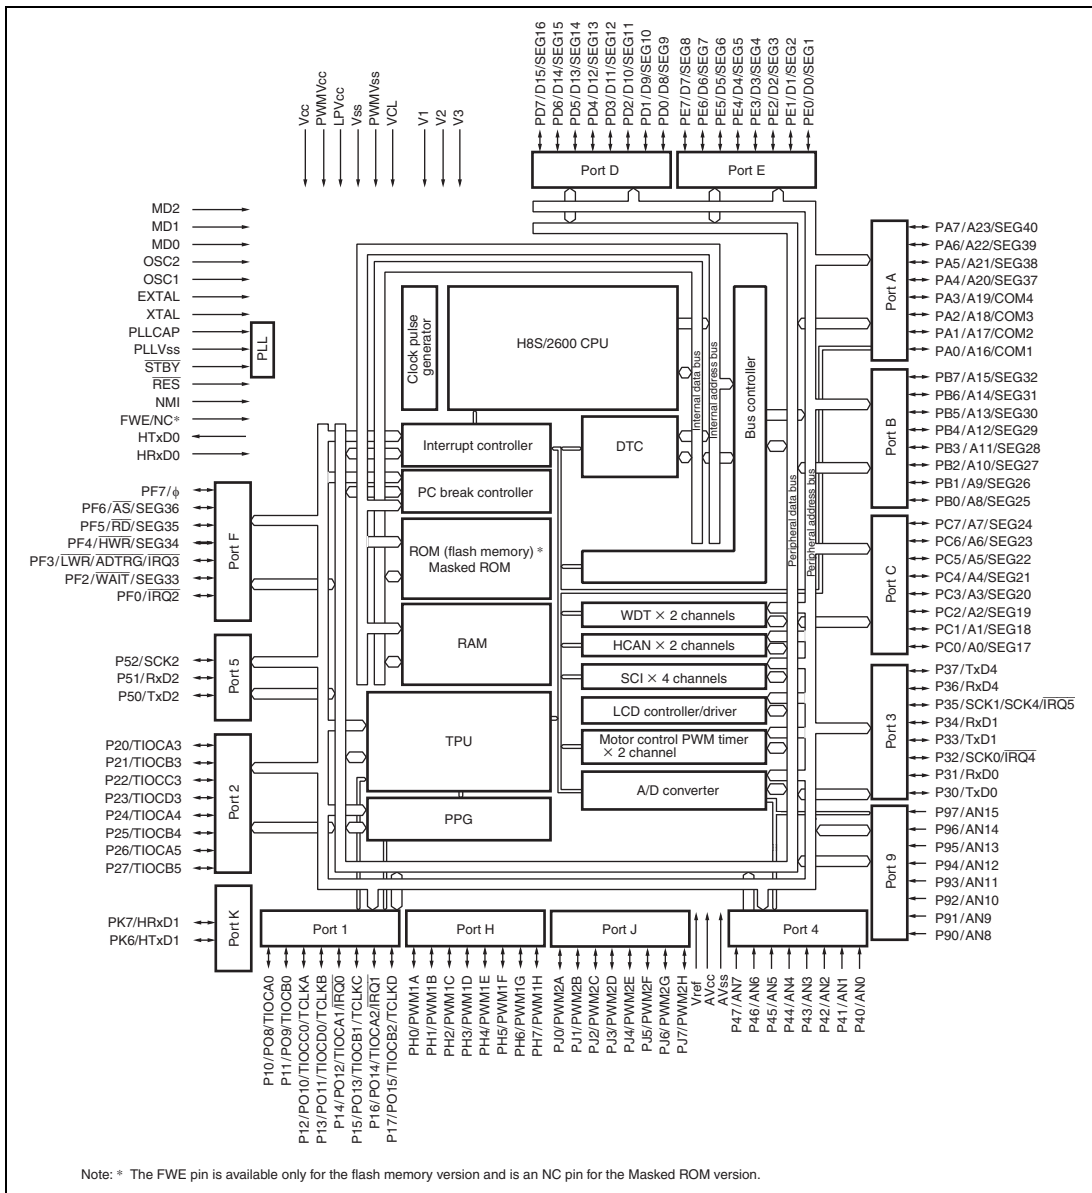 PD7/D15/SEG16
PD6/D14/SEG15
PD5/D13/SEG14
PD4/D12/SEG13
PD3/D11/SEG12
PD2/D10/SEG11
PD1/D9/SEG10
PD0/D8/SEG9
PE7/D7/SEG8
PE6/D6/SEG7
PE5/D5/SEG6
PE4/D4/SEG5
PE3/D3/SEG4
PE2/D2/SEG3
PE1/D1/SEG2
PE0/D0/SEG1
Vcc
PWMVcc
LPVcc
Vss
PWMVss
VCL
V1
V2
V3
Port D
Port E
MD2
MD1
MD0
OSC2
OSC1
EXTAL
XTAL
PLLCAP
PLLVss
STBY
RES
NMI
FWE/NC*
HTxD0
HRxD0
PLL
PF7/ϕ
PF6/AS/SEG36
PF5/RD/SEG35
PF4/HWR/SEG34
PF3/LWR/ADTRG/IRQ3
PF2/WAIT/SEG33
PF0/IRQ2
Port F
P52/SCK2
P51/RxD2
P50/TxD2
Port 5
P20/TIOCA3
P21/TIOCB3
P22/TIOCC3
P23/TIOCD3
P24/TIOCA4
P25/TIOCB4
P26/TIOCA5
P27/TIOCB5
Port 2
PK7/HRxD1
PK6/HTxD1
Port K
Clock pulse
generator
H8S/2600 CPU
Interrupt controller
PC break controller
ROM (flash memory) *
Masked ROM
RAM
TPU
PPG
DTC
Internal data bus
Internal address bus
Bus controller
Peripheral data bus
Peripheral address bus
WDT × 2 channels
HCAN × 2 channels
SCI × 4 channels
LCD controller/driver
Motor control PWM timer
× 2 channel
A/D converter
Port A
PA7/A23/SEG40
PA6/A22/SEG39
PA5/A21/SEG38
PA4/A20/SEG37
PA3/A19/COM4
PA2/A18/COM3
PA1/A17/COM2
PA0/A16/COM1
Port B
PB7/A15/SEG32
PB6/A14/SEG31
PB5/A13/SEG30
PB4/A12/SEG29
PB3/A11/SEG28
PB2/A10/SEG27
PB1/A9/SEG26
PB0/A8/SEG25
Port C
PC7/A7/SEG24
PC6/A6/SEG23
PC5/A5/SEG22
PC4/A4/SEG21
PC3/A3/SEG20
PC2/A2/SEG19
PC1/A1/SEG18
PC0/A0/SEG17
Port 3
P37/TxD4
P36/RxD4
P35/SCK1/SCK4/IRQ5
P34/RxD1
P33/TxD1
P32/SCK0/IRQ4
P31/RxD0
P30/TxD0
Port 9
P97/AN15
P96/AN14
P95/AN13
P94/AN12
P93/AN11
P92/AN10
P91/AN9
P90/AN8
Port 1
Port H
Port J
Port 4
P10/PO8/TIOCA0
P11/PO9/TIOCB0
P12/PO10/TIOCC0/TCLKA
P13/PO11/TIOCD0/TCLKB
P14/PO12/TIOCA1/IRQ0
P15/PO13/TIOCB1/TCLKC
P16/PO14/TIOCA2/IRQ1
P17/PO15/TIOCB2/TCLKD
PH0/PWM1A
PH1/PWM1B
PH2/PWM1C
PH3/PWM1D
PH4/PWM1E
PH5/PWM1F
PH6/PWM1G
PH7/PWM1H
PJ0/PWM2A
PJ1/PWM2B
PJ2/PWM2C
PJ3/PWM2D
PJ4/PWM2E
PJ5/PWM2F
PJ6/PWM2G
PJ7/PWM2H
Vref
AVcc
AVss
P47/AN7
P46/AN6
P45/AN5
P44/AN4
P43/AN3
P42/AN2
P41/AN1
P40/AN0
Note: * The FWE pin is available only for the flash memory version and is an NC pin for the Masked ROM version.